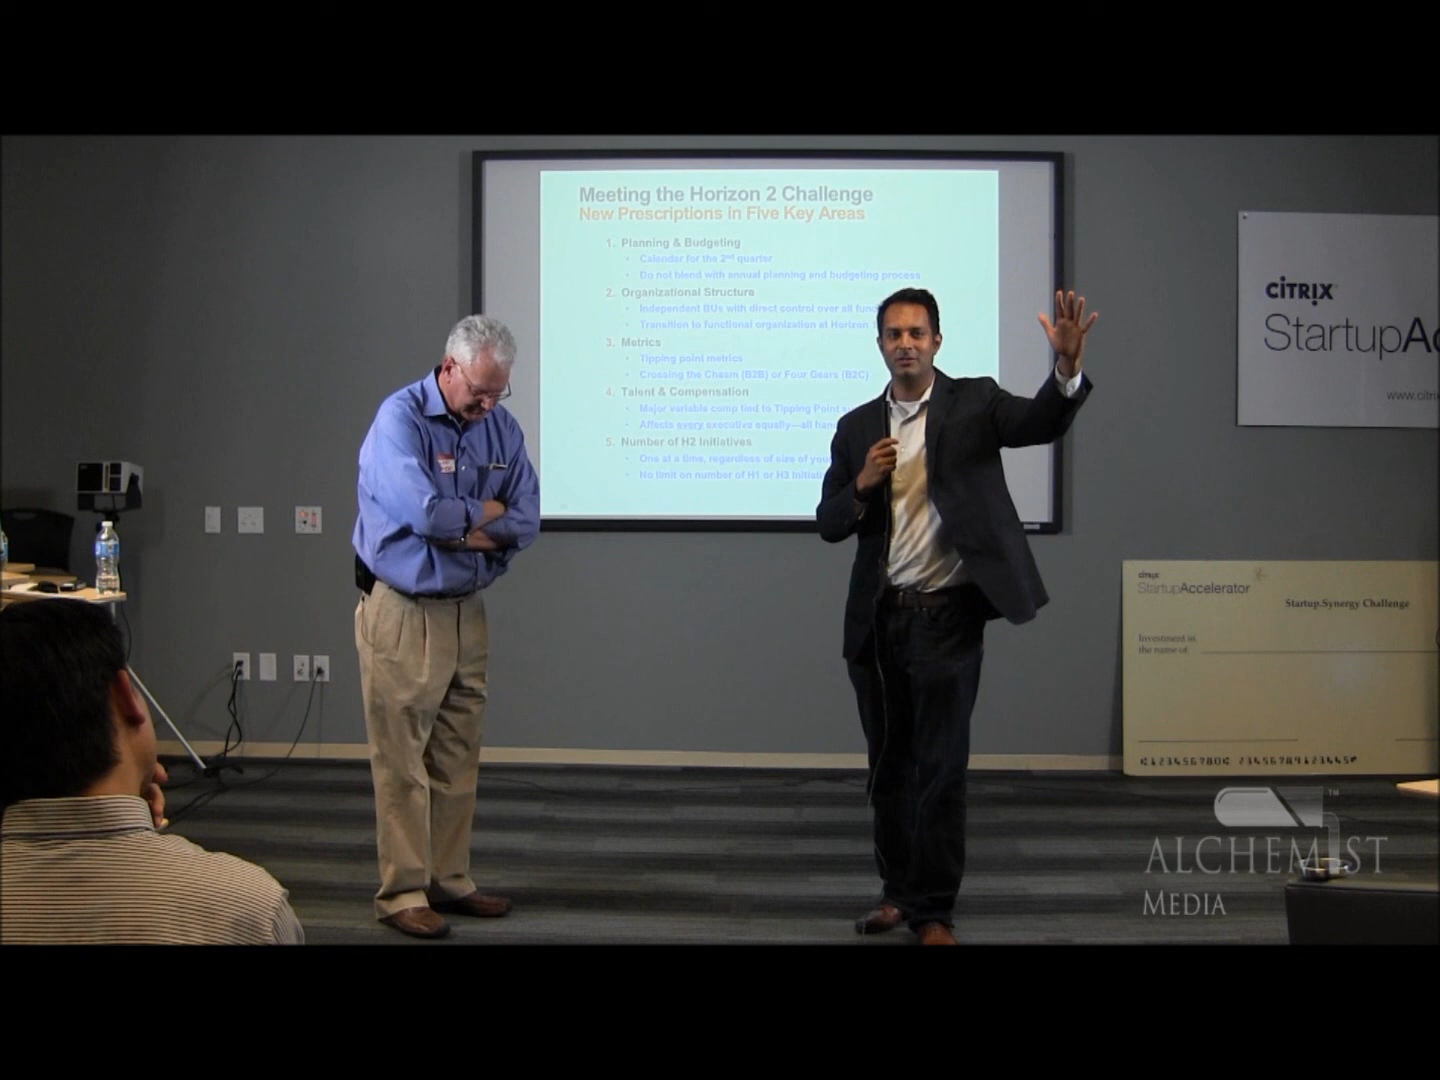 Meeting the Horizon 2 Challenge
New Prescriptions in Five Key Areas
1. Planning & Budgeting
• Calendar for the 2nd quarter
• Do not blend with annual planning and budgeting process
2. Organizational Structure
• Independent BUs with direct control over all
• Transition to functional organization at Horizon
3. Metrics
• Tipping point metrics
• Crossing the Chasm (B2B) or Four Gears (B2C)
4. Talent & Compensation
• Major variable comp tied to Tipping Point
• Affects every executive equally—all
5. Number of H2 Initiatives
• One at a time, regardless of size of
• No limit on number of H1 or H3
CITRIX
StartupA
www.citri
CITRIX
StartupAccelerator
Startup.Synergy Challenge
Investment in
the name of
ALCHEMIST™
MEDIA